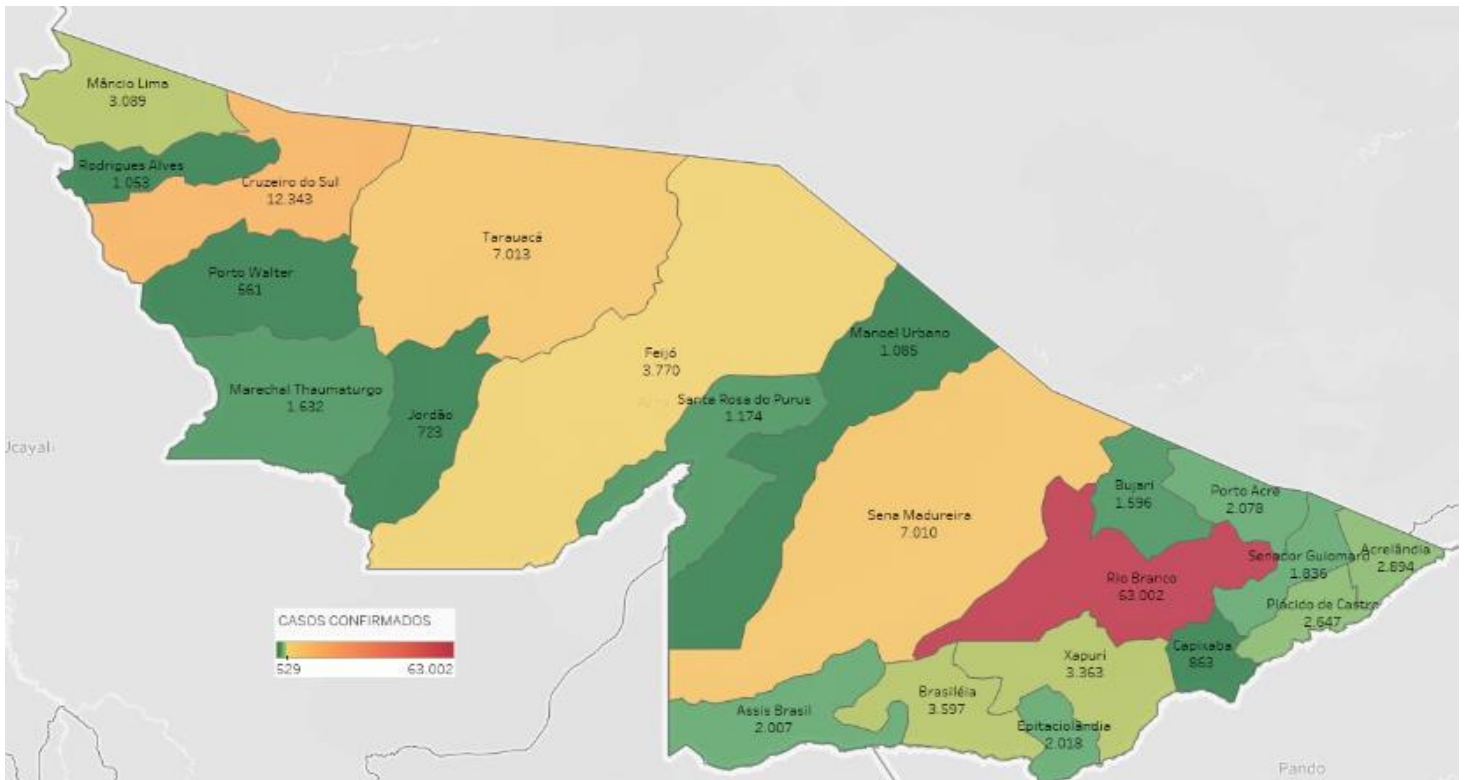 Mâncio Lima
3.089
Rodrigues Alves
1.053
Cruzeiro do Sul
12.343
Tarauacá
7.013
Porto Walter
561
Feijó
3.770
Manoel Urbano
1.085
Marechal Thaumaturgo
1.632
Jordão
723
Santa Rosa do Purus
1.174
Ucayali
Sena Madureira
7.010
Bujari
1.596
Porto Acre
2.078
Senador Guiomard
1.836
Acrelândia
2.894
Rio Branco
63.002
Plácido de Castro
2.647
CASOS CONFIRMADOS
529
63.002
Capixaba
863
Xapuri
3.363
Brasiléia
3.597
Assis Brasil
2.007
Epitaciolândia
2.018
Pando